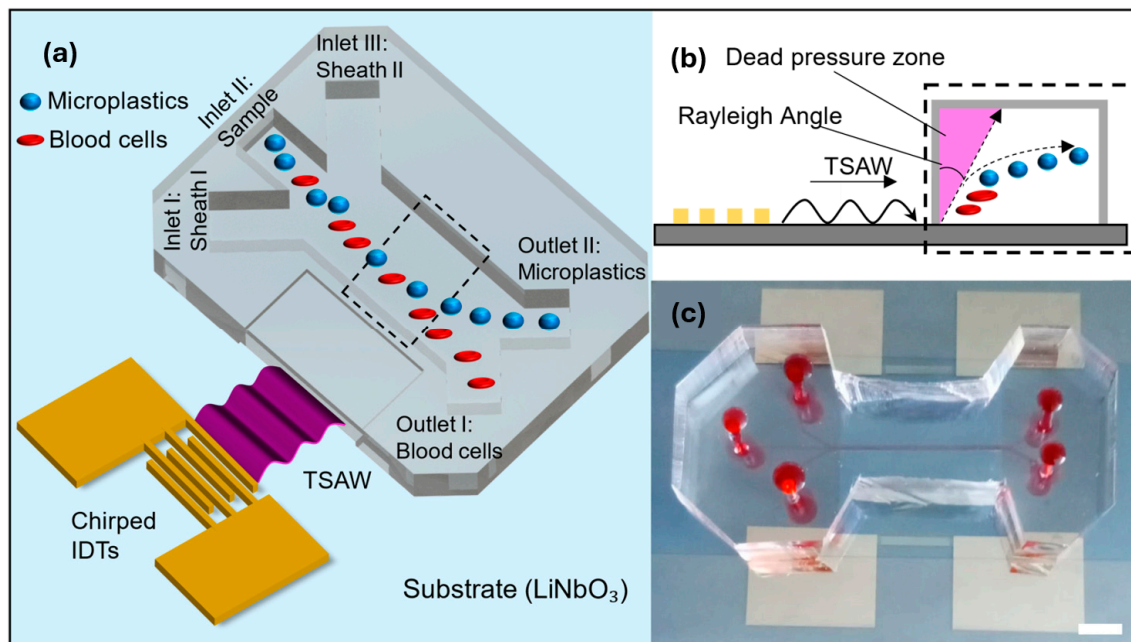 (a)
Microplastics
Blood cells
Inlet III:
Sheath II
Inlet II:
Sample
Inlet I:
Sheath I
Outlet II:
Microplastics
Outlet I:
Blood cells
TSAW
Chirped
IDTs
Substrate (LiNbO₃)
(b)
Dead pressure zone
Rayleigh Angle
TSAW
(c)